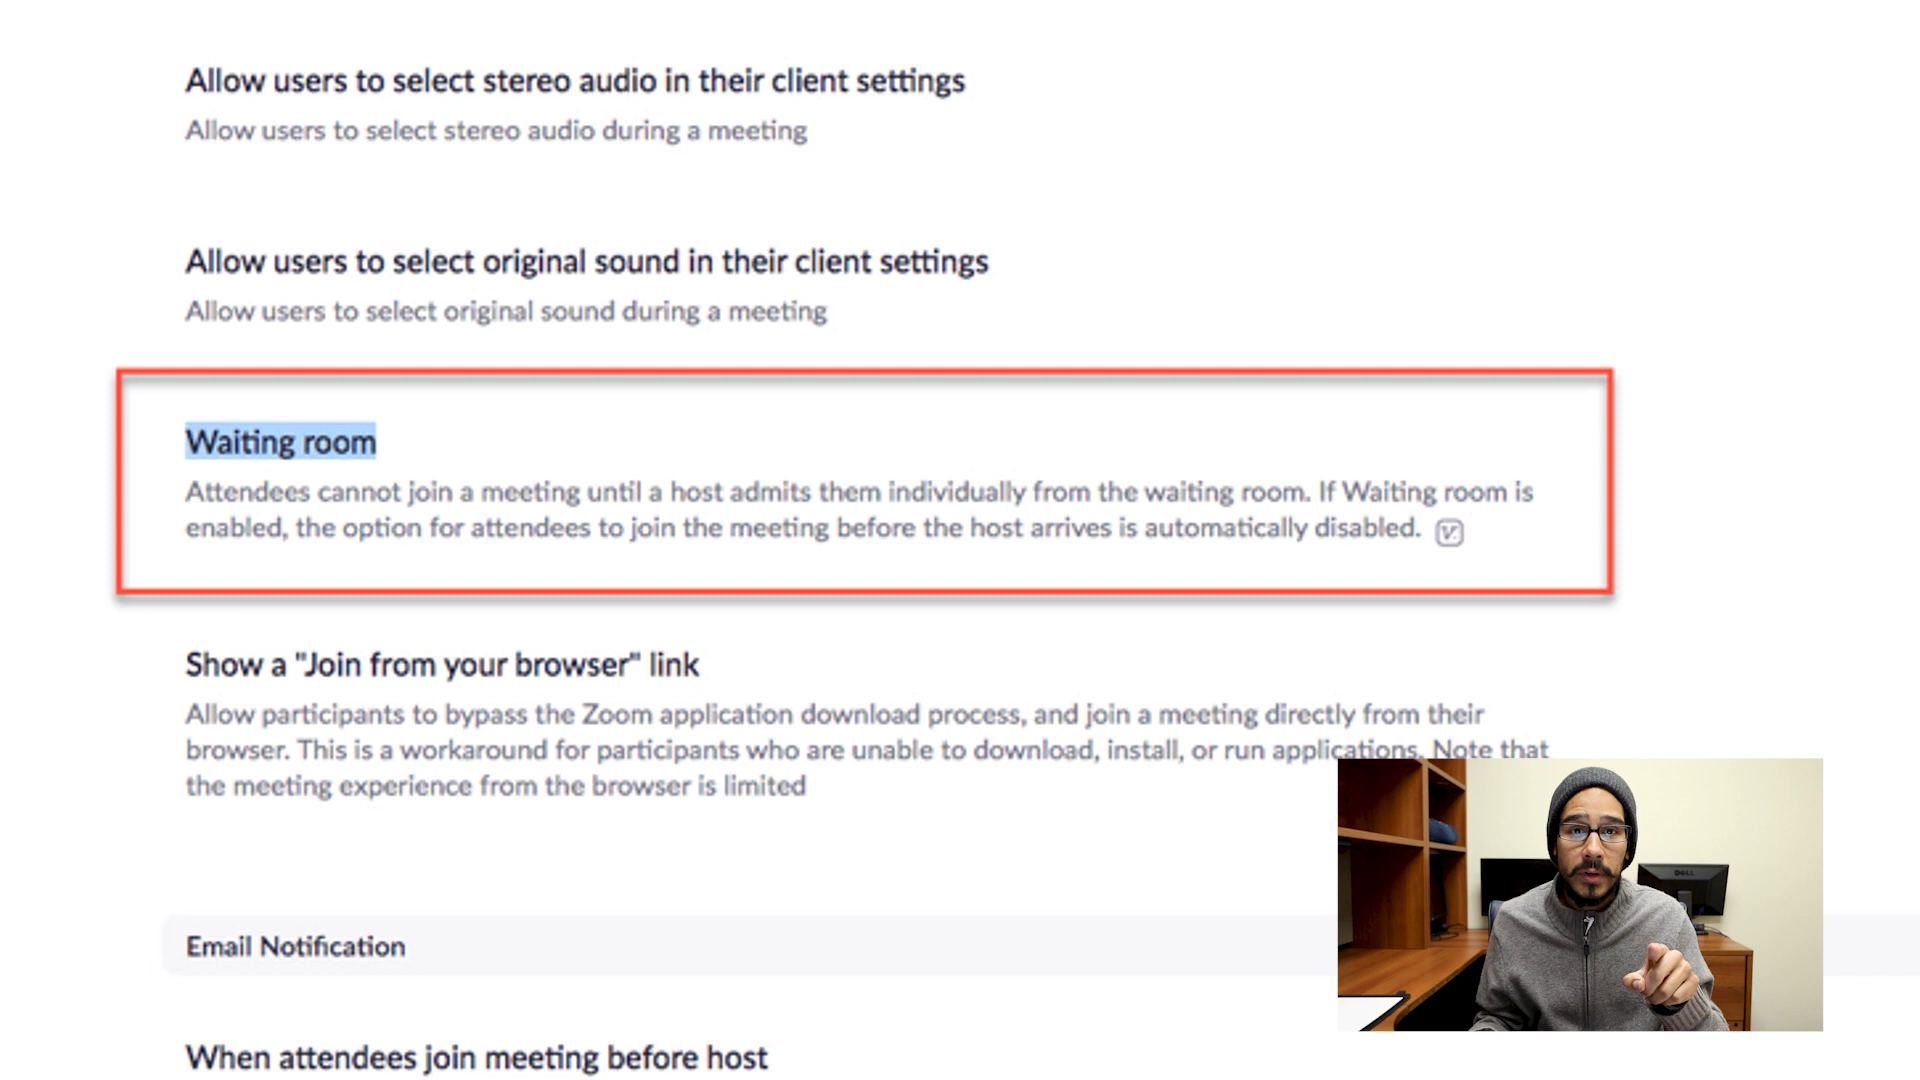 Allow users to select stereo audio in their client settings
Allow users to select stereo audio during a meeting
Allow users to select original sound in their client settings
Allow users to select original sound during a meeting
Waiting room
Attendees cannot join a meeting until a host admits them individually from the waiting room. If Waiting room is
enabled, the option for attendees to join the meeting before the host arrives is automatically disabled.
Show a "Join from your browser" link
Allow participants to bypass the Zoom application download process, and join a meeting directly from their
browser. This is a workaround for participants who are unable to download, install, or run applications. Note that
the meeting experience from the browser is limited
DELL
Email Notification
When attendees join meeting before host